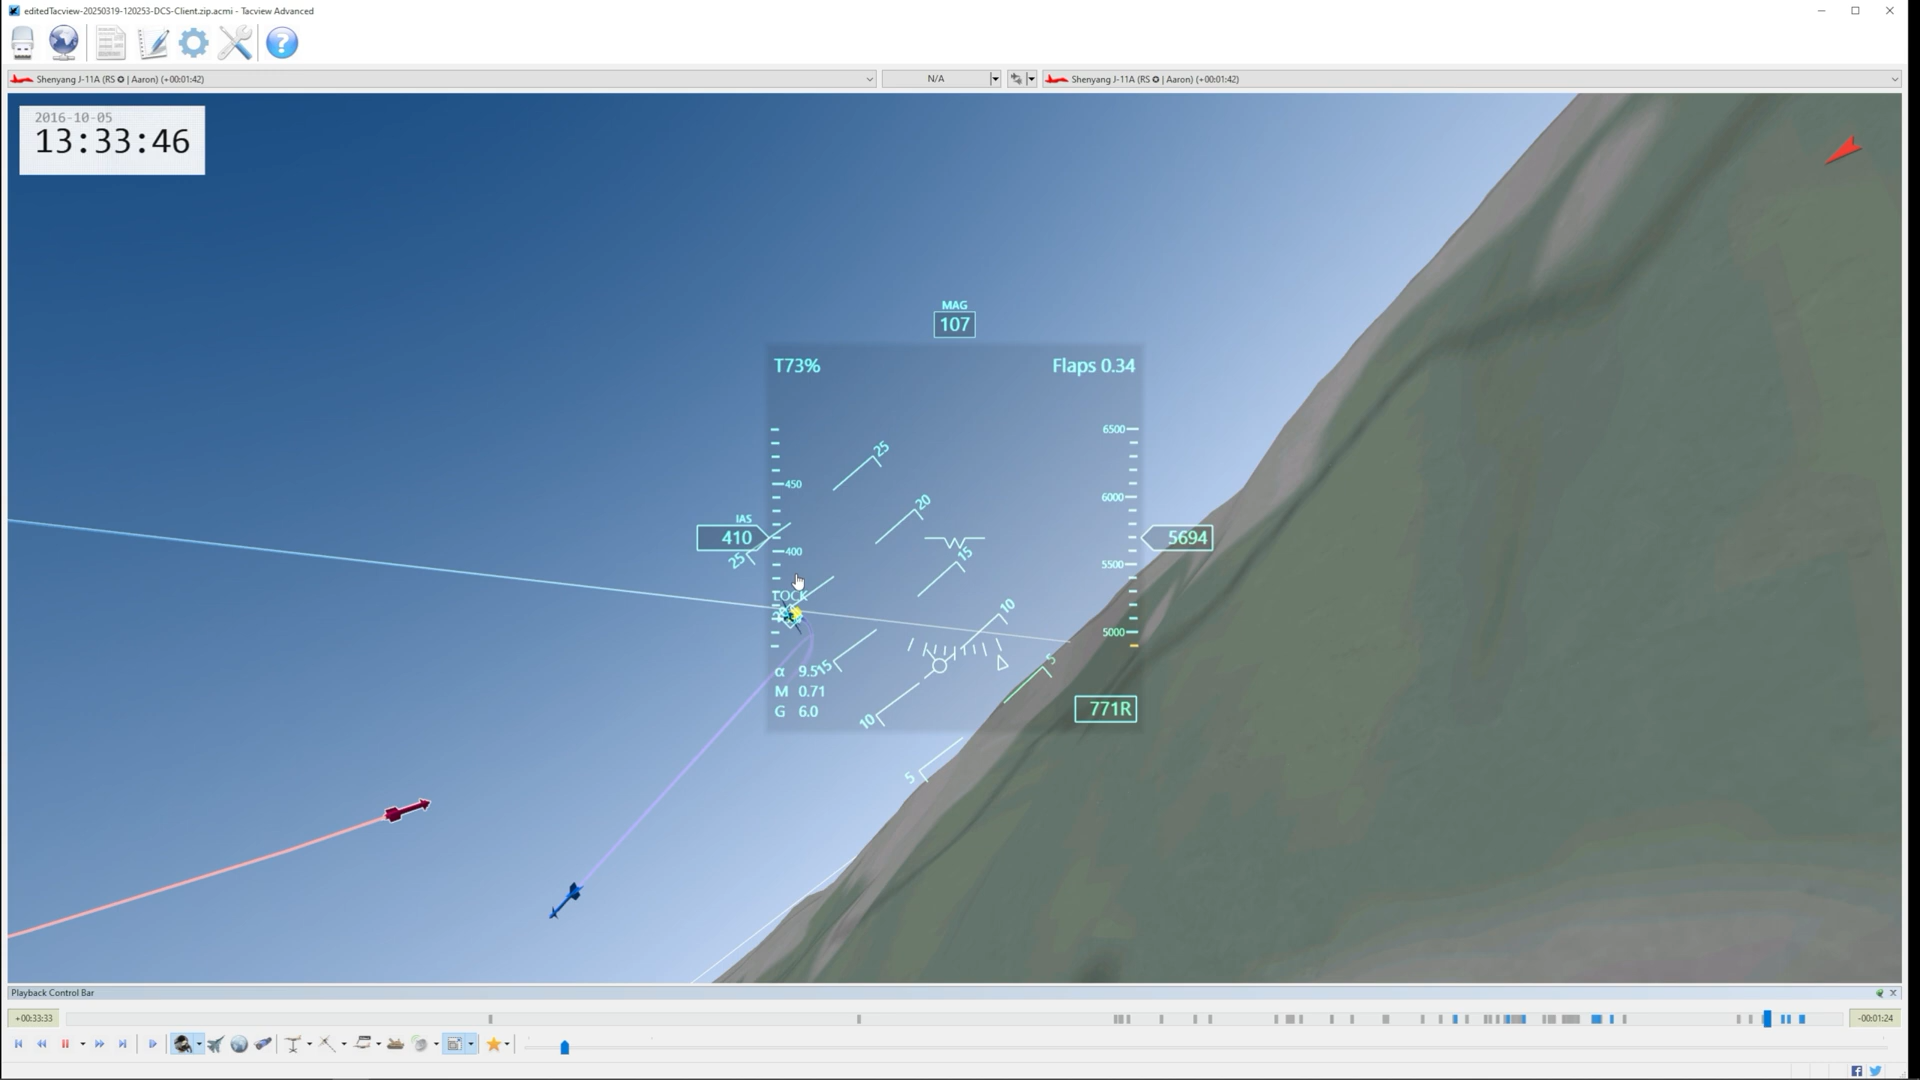 editedTacview-20250319-120253-DCS-Client.zip.acmi - Tacview Advanced
Shenyang J-11A (RS ✪ | Aaron) (+00:01:42)
N/A
Shenyang J-11A (RS ✪ | Aaron) (+00:01:42)
2016-10-05
13:33:46
MAG
107
T73%
Flaps 0.34
6500
25
450
20
6000
IAS
410
5694
400
15
25
5500
LOCK
10
5000
5
15
α 9.5
M 0.71
G 6.0
771R
10
5
Playback Control Bar
+00:33:33
-00:01:24